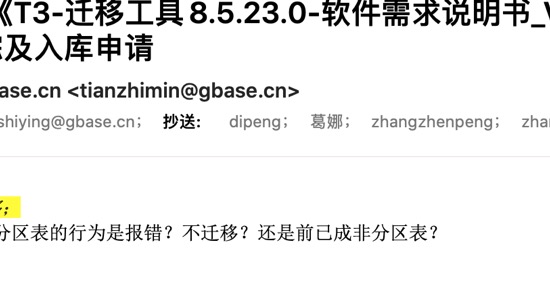 《T3-迁移工具 8.5.23.0-软件需求说明书_V
及入库申请
ase.cn <tianzhimin@gbase.cn>
shiying@gbase.cn； 抄送： dipeng； 葛娜； zhangzhenpeng； zha
；
分区表的行为是报错？不迁移？还是前已成非分区表？